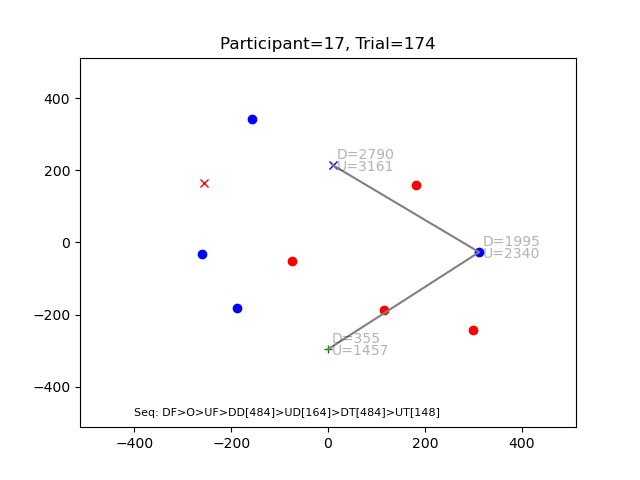 Participant=17, Trial=174
400
200
0
−200
−400
D=2790
U=3161
D=1995
U=2340
D=355
U=1457
Seq: DF>O>UF>DD[484]>UD[164]>DT[484]>UT[148]
−400
−200
0
200
400